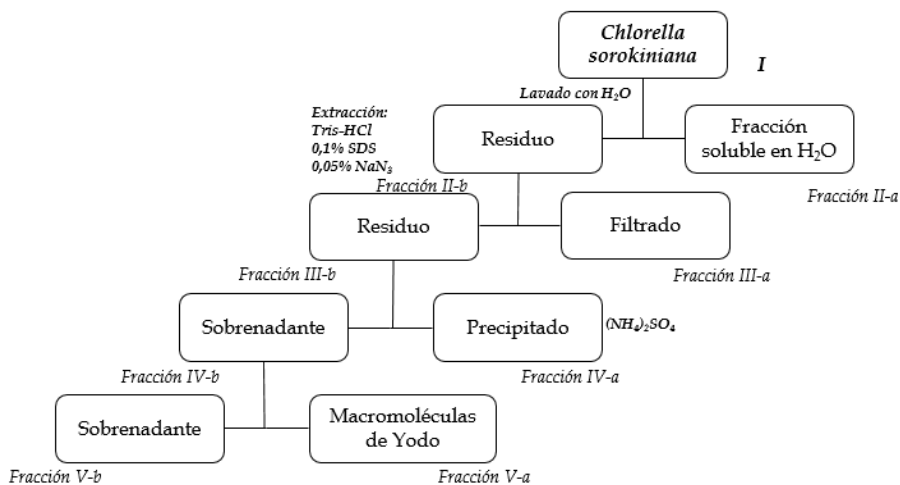 Chlorella
sorokiniana
I
Lavado con H₂O
Extracción:
Tris-HCl
0,1% SDS
0,05% NaN₃
Residuo
Fracción
soluble en H₂O
Fracción II-b
Fracción II-a
Residuo
Filtrado
Fracción III-b
Fracción III-a
Sobrenadante
Precipitado
(NH₄)₂SO₄
Fracción IV-b
Fracción IV-a
Sobrenadante
Macromoléculas
de Yodo
Fracción V-b
Fracción V-a